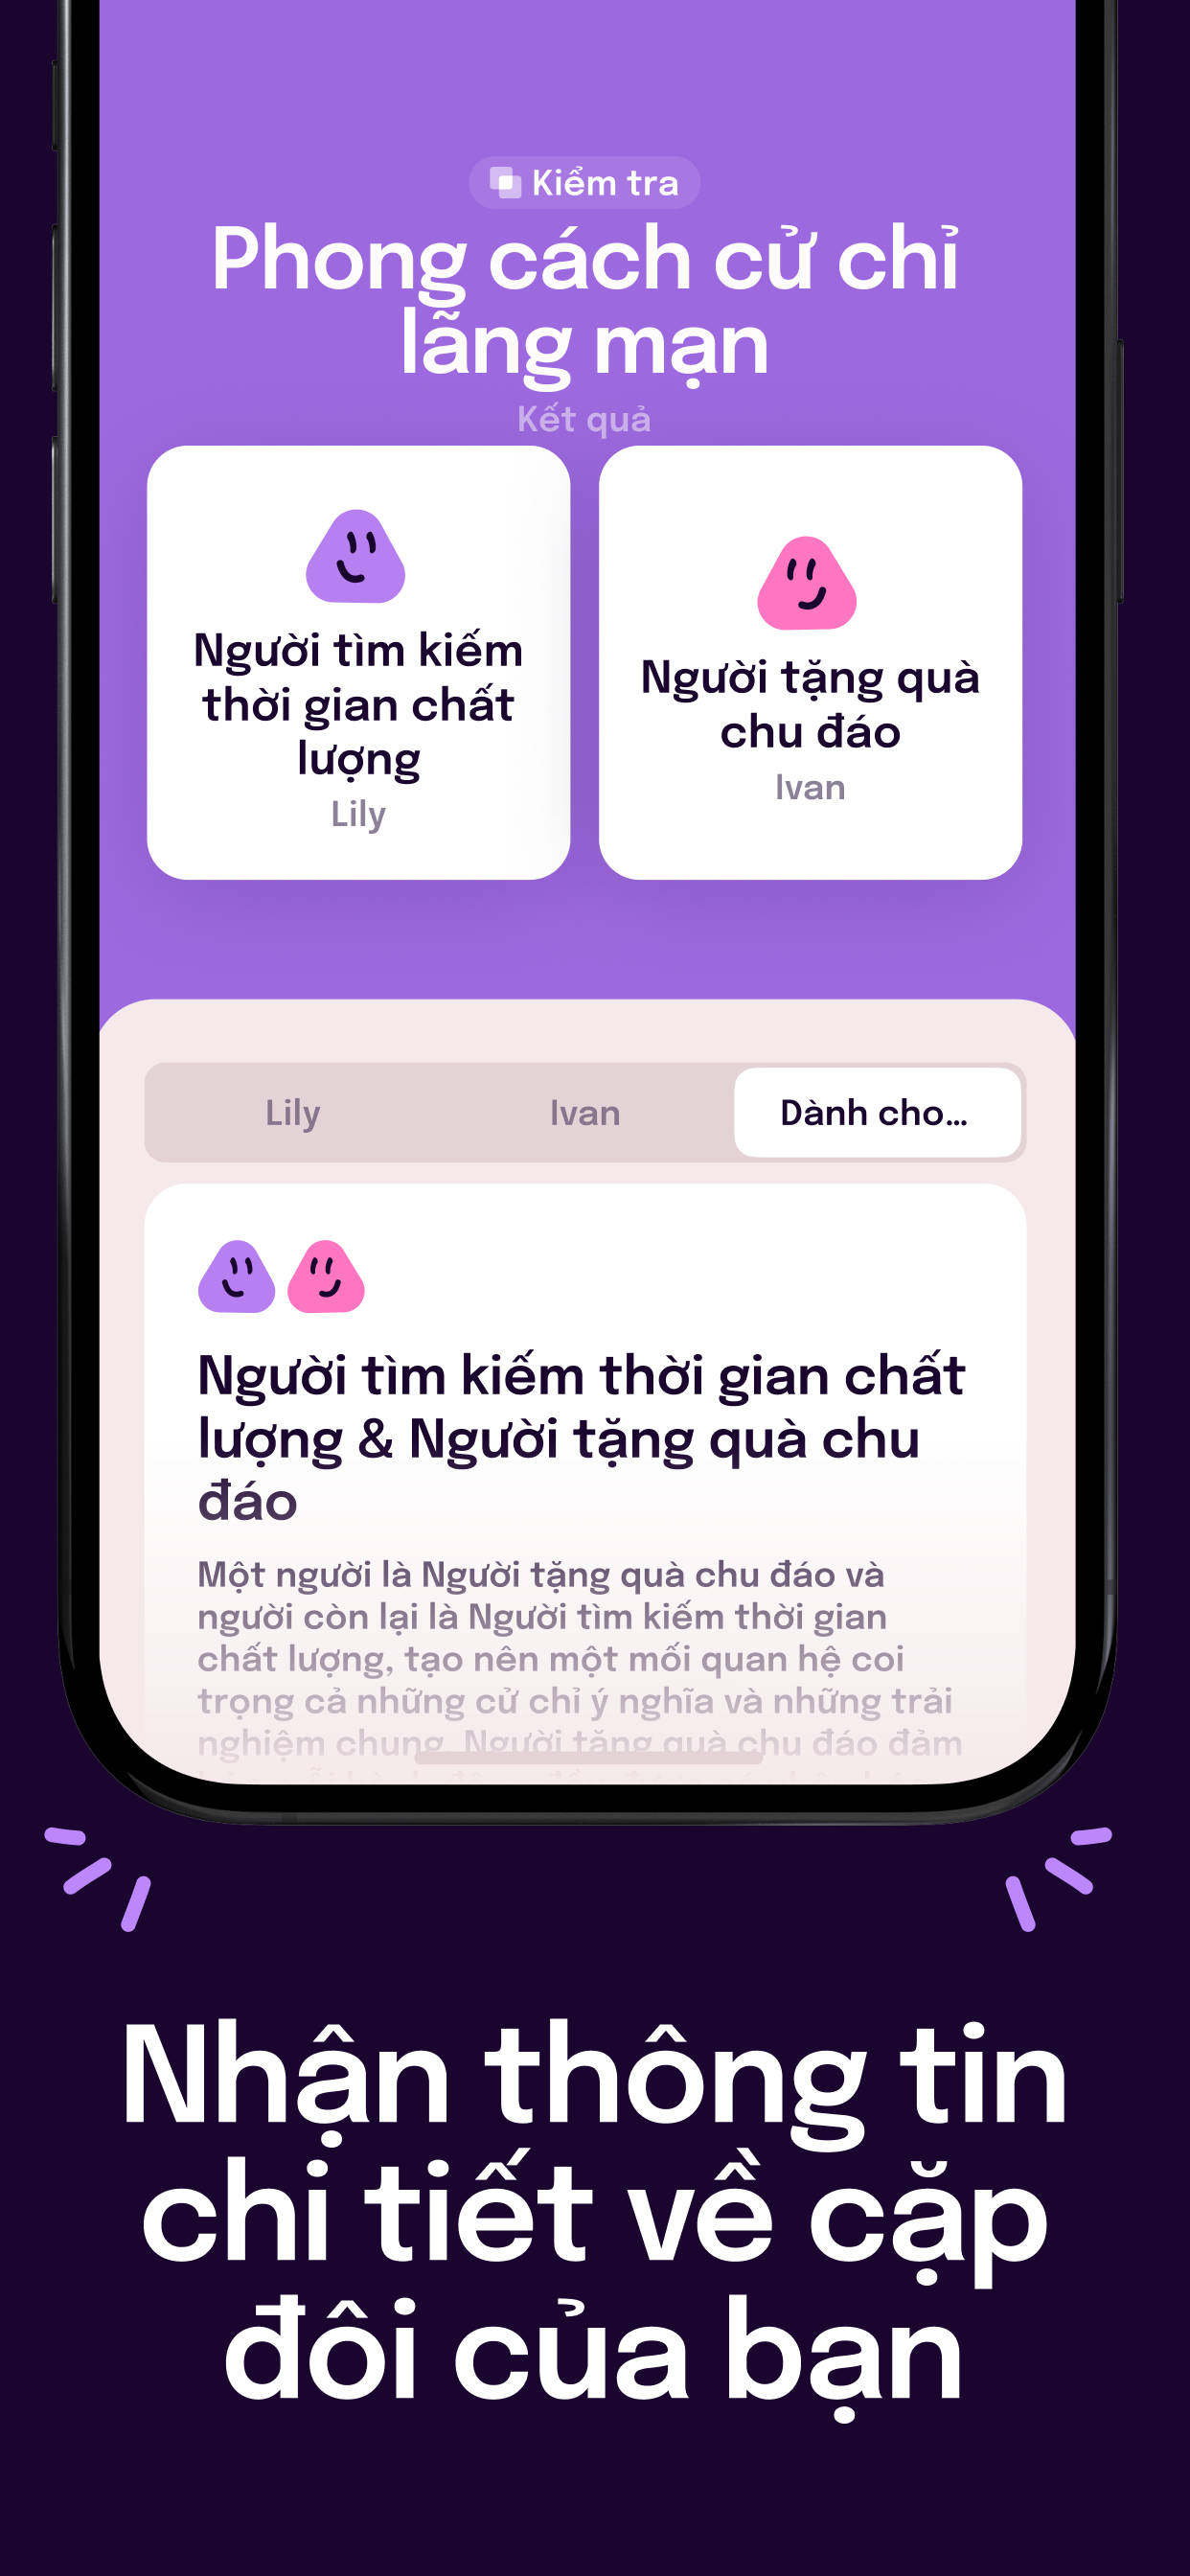 Kiểm tra
Phong cách cử chỉ
lãng mạn
Kết quả
Người tìm kiếm
thời gian chất
lượng
Lily
Người tặng quà
chu đáo
Ivan
Lily
Ivan
Dành cho...
Người tìm kiếm thời gian chất
lượng & Người tặng quà chu
đáo
Một người là Người tặng quà chu đáo và
người còn lại là Người tìm kiếm thời gian
chất lượng, tạo nên một mối quan hệ coi
trọng cả những cử chỉ ý nghĩa và những trải
nghiệm chung. Người tặng quà chu đáo đảm
Nhận thông tin
chi tiết về cặp
đôi của bạn